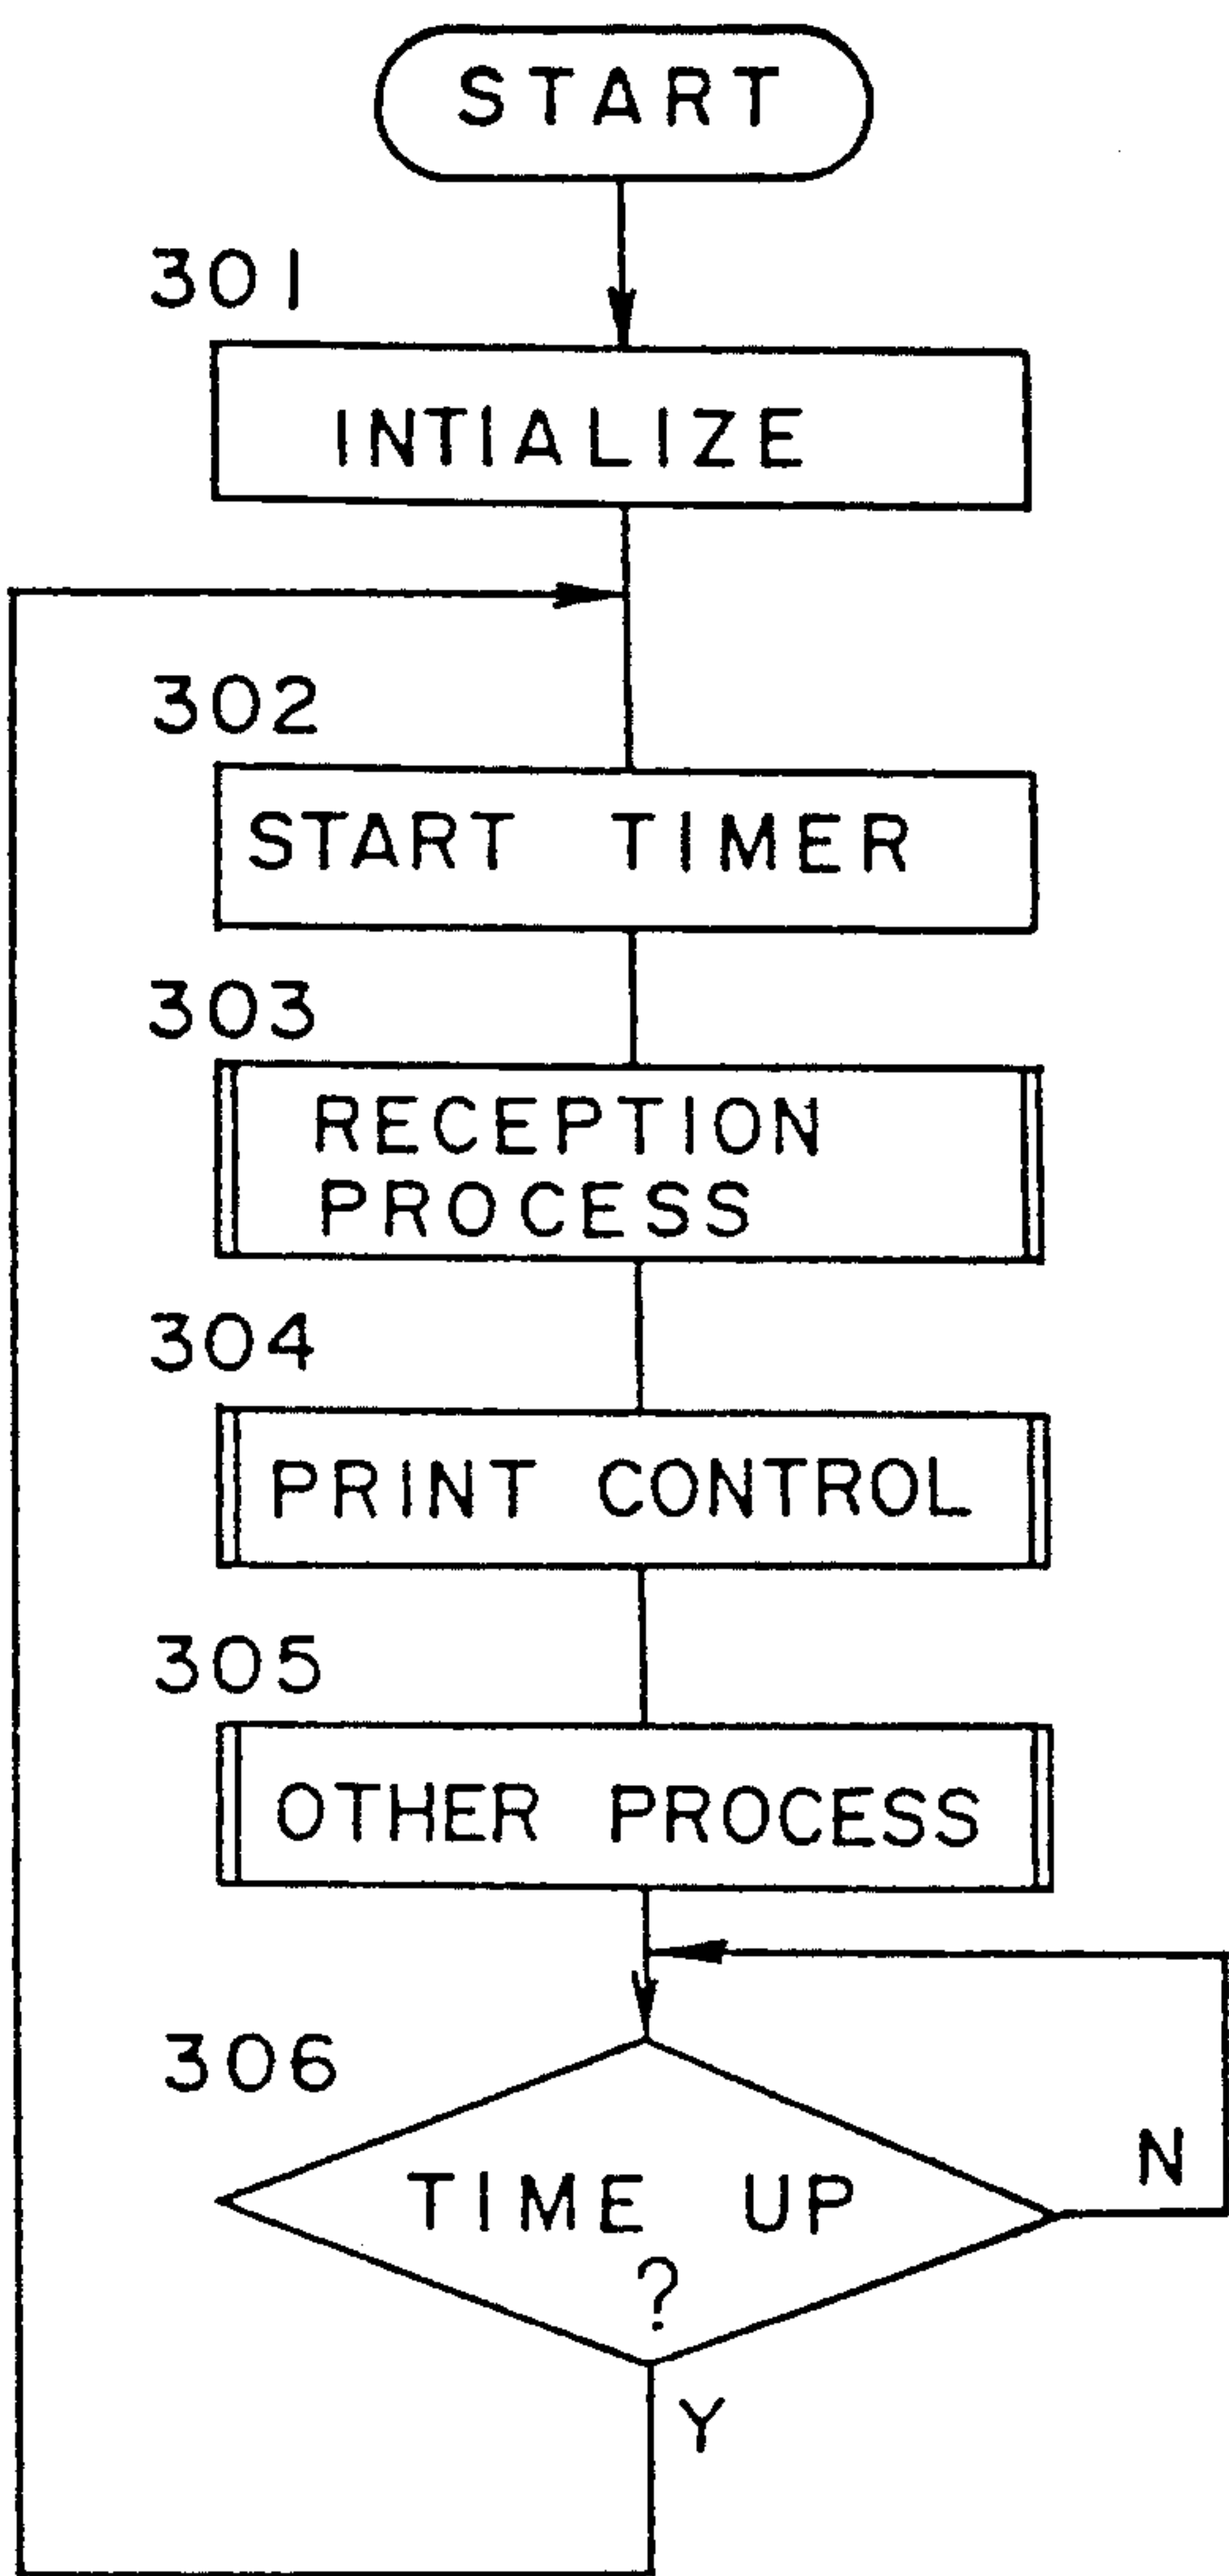 START
301
INTIALIZE
302
START TIMER
303
RECEPTION
PROCESS
304
PRINT CONTROL
305
OTHER PROCESS
306
TIME UP
?
N
Y